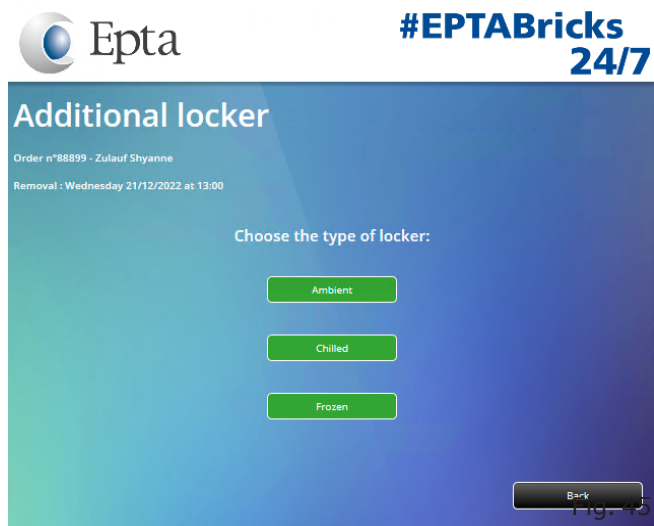 Epta
#EPTABricks
24/7
Additional locker
Order n°88899 - Zulauf Shyanne
Removal : Wednesday 21/12/2022 at 13:00
Choose the type of locker:
Ambient
Chilled
Frozen
Back
Fig. 45